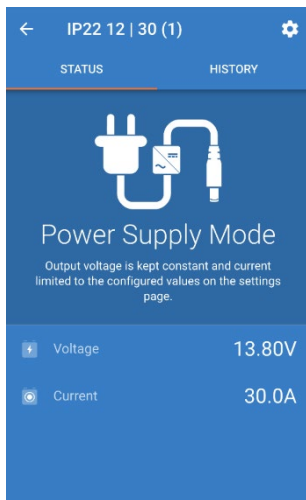 IP22 12 | 30 (1)
STATUS HISTORY
Power Supply Mode
Output voltage is kept constant and current
limited to the configured values on the settings
page.
Voltage 13.80V
Current 30.0A